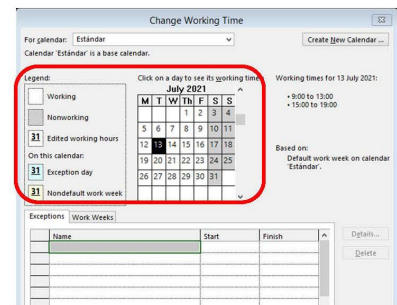 Change Working Time
For calendar: Estándar
Create New Calendar ...
Calendar 'Estándar' is a base calendar.
Legend:
Working
Nonworking
31 Edited working hours
On this calendar:
31 Exception day
31 Nondefault work week
Click on a day to see its working time
July 2021
M T W Th F S S
1 2 3 4
5 6 7 8 9 10 11
12 13 14 15 16 17 18
19 20 21 22 23 24 25
26 27 28 29 30 31
Working times for 13 July 2021:
• 9:00 to 13:00
• 15:00 to 19:00
Based on:
Default work week on calendar
'Estándar'.
Exceptions Work Weeks
Name Start Finish
Details...
Delete